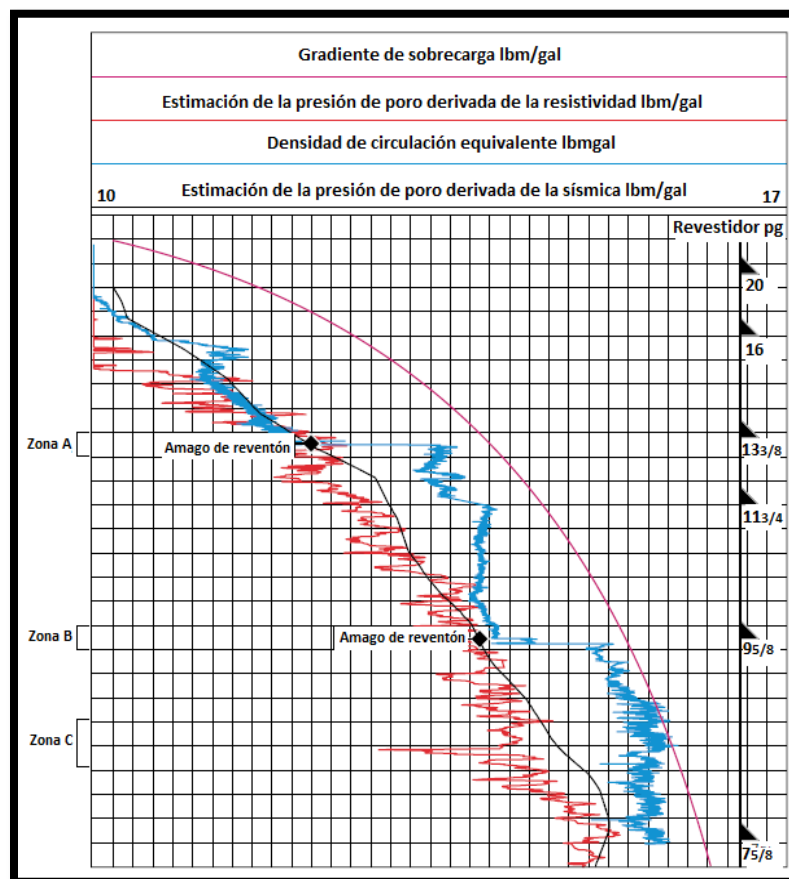 Gradiente de sobrecarga lbm/gal
Estimación de la presión de poro derivada de la resistividad lbm/gal
Densidad de circulación equivalente lbmgal
10 Estimación de la presión de poro derivada de la sísmica lbm/gal 17
Revestidor pg
20
16
Zona A
Amago de reventón
13 3/8
11 3/4
Zona B
Amago de reventón
9 5/8
Zona C
7 5/8